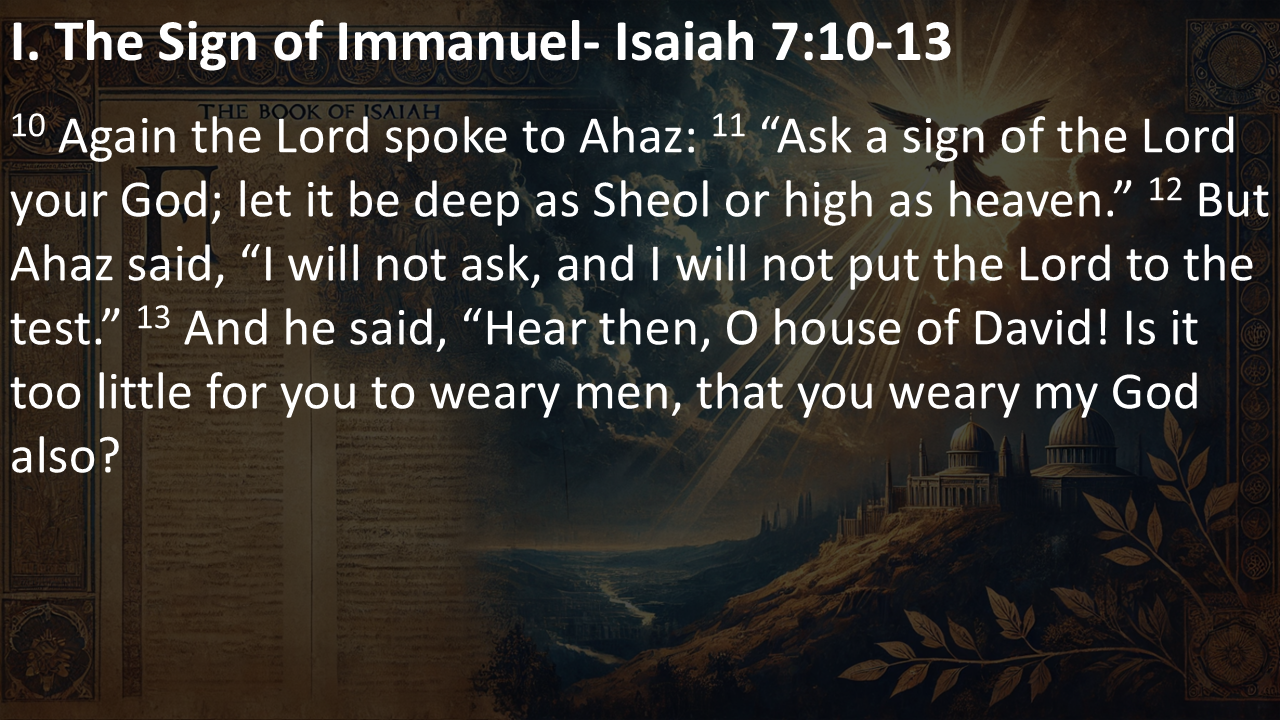 I. The Sign of Immanuel- Isaiah 7:10-13
THE BOOK OF ISAIAH
10 Again the Lord spoke to Ahaz: 11 “Ask a sign of the Lord
your God; let it be deep as Sheol or high as heaven.” 12 But
Ahaz said, “I will not ask, and I will not put the Lord to the
test.” 13 And he said, “Hear then, O house of David! Is it
too little for you to weary men, that you weary my God
also?